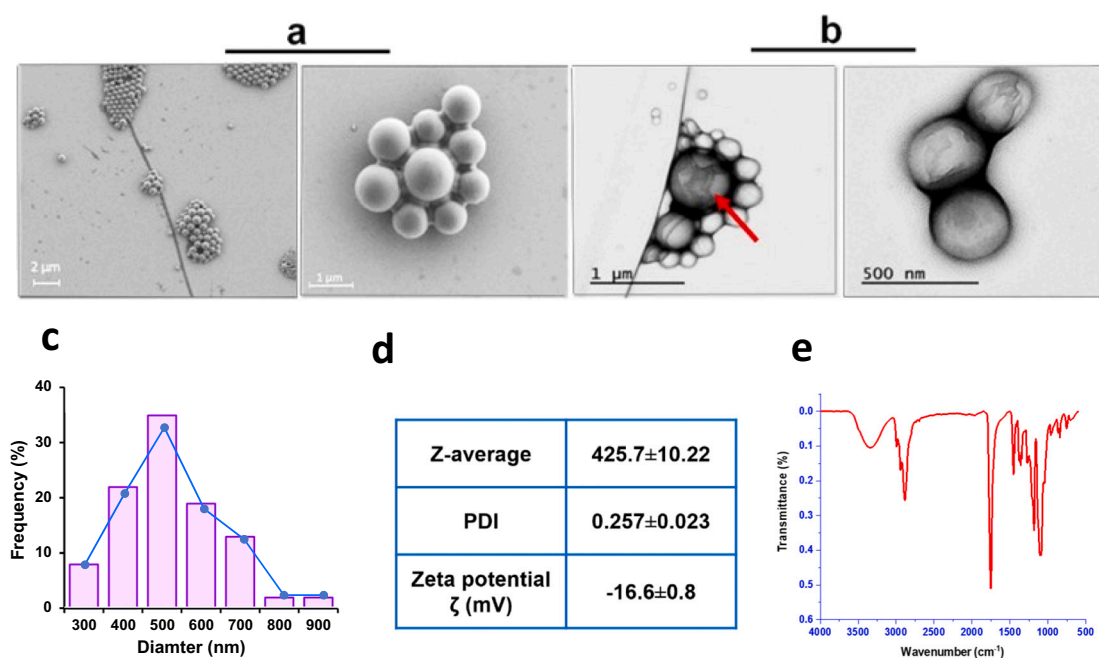 a
b
2 µm
1 µm
1 µm
500 nm
c
d
e
Frequency (%)
40
30
20
10
0
300 400 500 600 700 800 900
Diamter (nm)
Z-average 425.7±10.22
PDI 0.257±0.023
Zeta potential
ζ (mV) -16.6±0.8
Transmittance (%)
0.0
0.1
0.2
0.3
0.4
0.5
0.6
4000 3500 3000 2500 2000 1500 1000 500
Wavenumber (cm⁻¹)